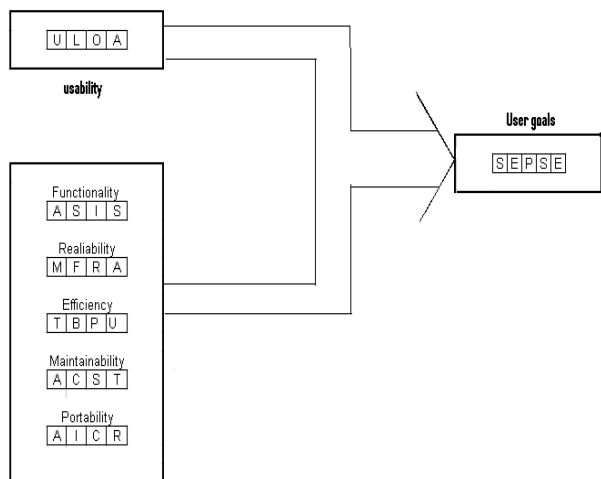 U L O A
usability
User goals
S E P S E
Functionality
A S I S
Realiability
M F R A
Efficiency
T B P U
Maintainability
A C S T
Portability
A I C R